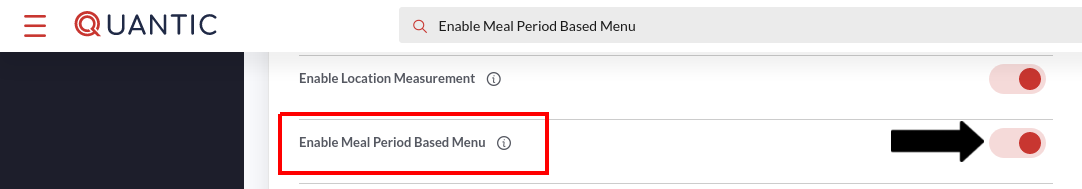 QUANTIC
Enable Meal Period Based Menu
Enable Location Measurement
Enable Meal Period Based Menu